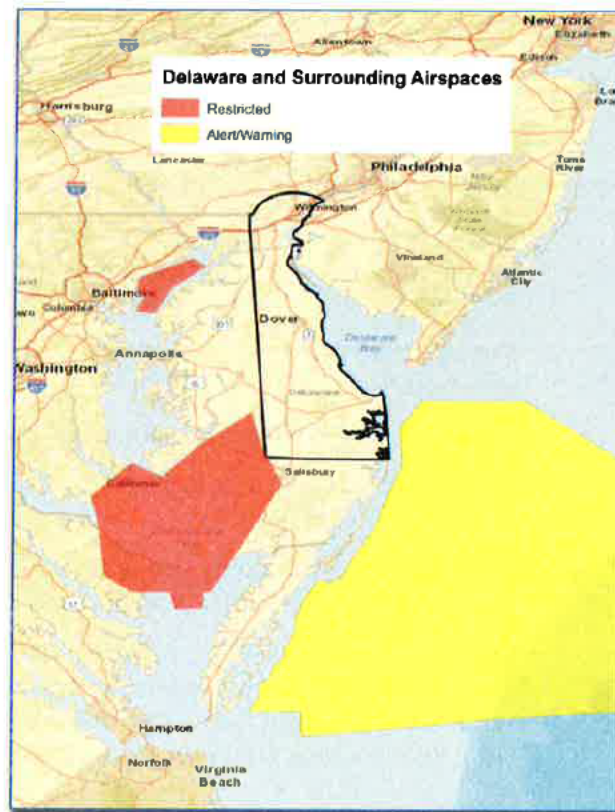 New York
Elizabeth
Allentown
Edison
Delaware and Surrounding Airspaces
Restricted
Alert/Warning
Harrisburg
Lancaster
Philadelphia
Toms
River
Wilmington
Vineland
Atlantic
City
Baltimore
Columbia
Dover
Delaware
Bay
Annapolis
Washington
Salisbury
Hampton
Norfolk
Virginia
Beach